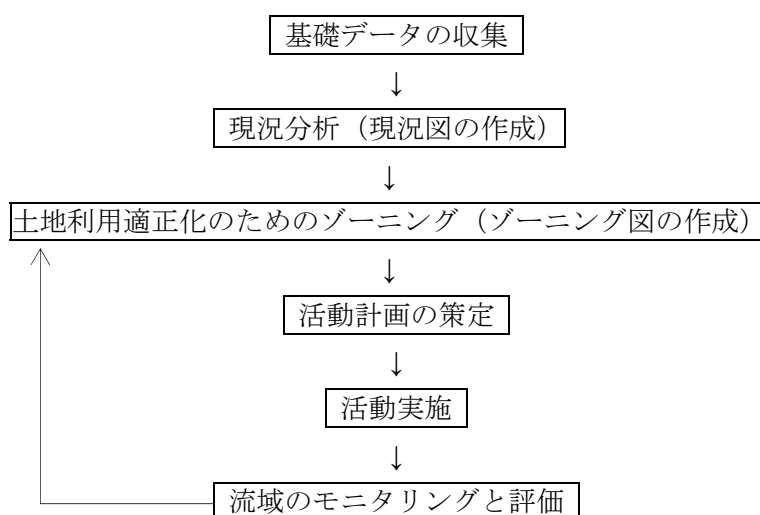 基礎データの収集
↓
現況分析（現況図の作成）
↓
土地利用適正化のためのゾーニング（ゾーニング図の作成）
↓
活動計画の策定
↓
活動実施
↓
流域のモニタリングと評価